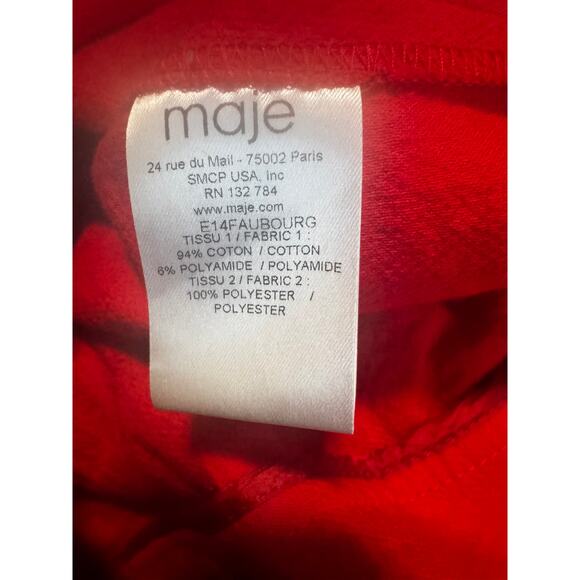 maje
24 rue du Mail - 75002 Paris
SMCP USA, Inc
RN 132 784
www.maje.com
E14FAUBOURG
TISSU 1 / FABRIC 1 :
94% COTON / COTTON
6% POLYAMIDE / POLYAMIDE
TISSU 2 / FABRIC 2 :
100% POLYESTER /
POLYESTER